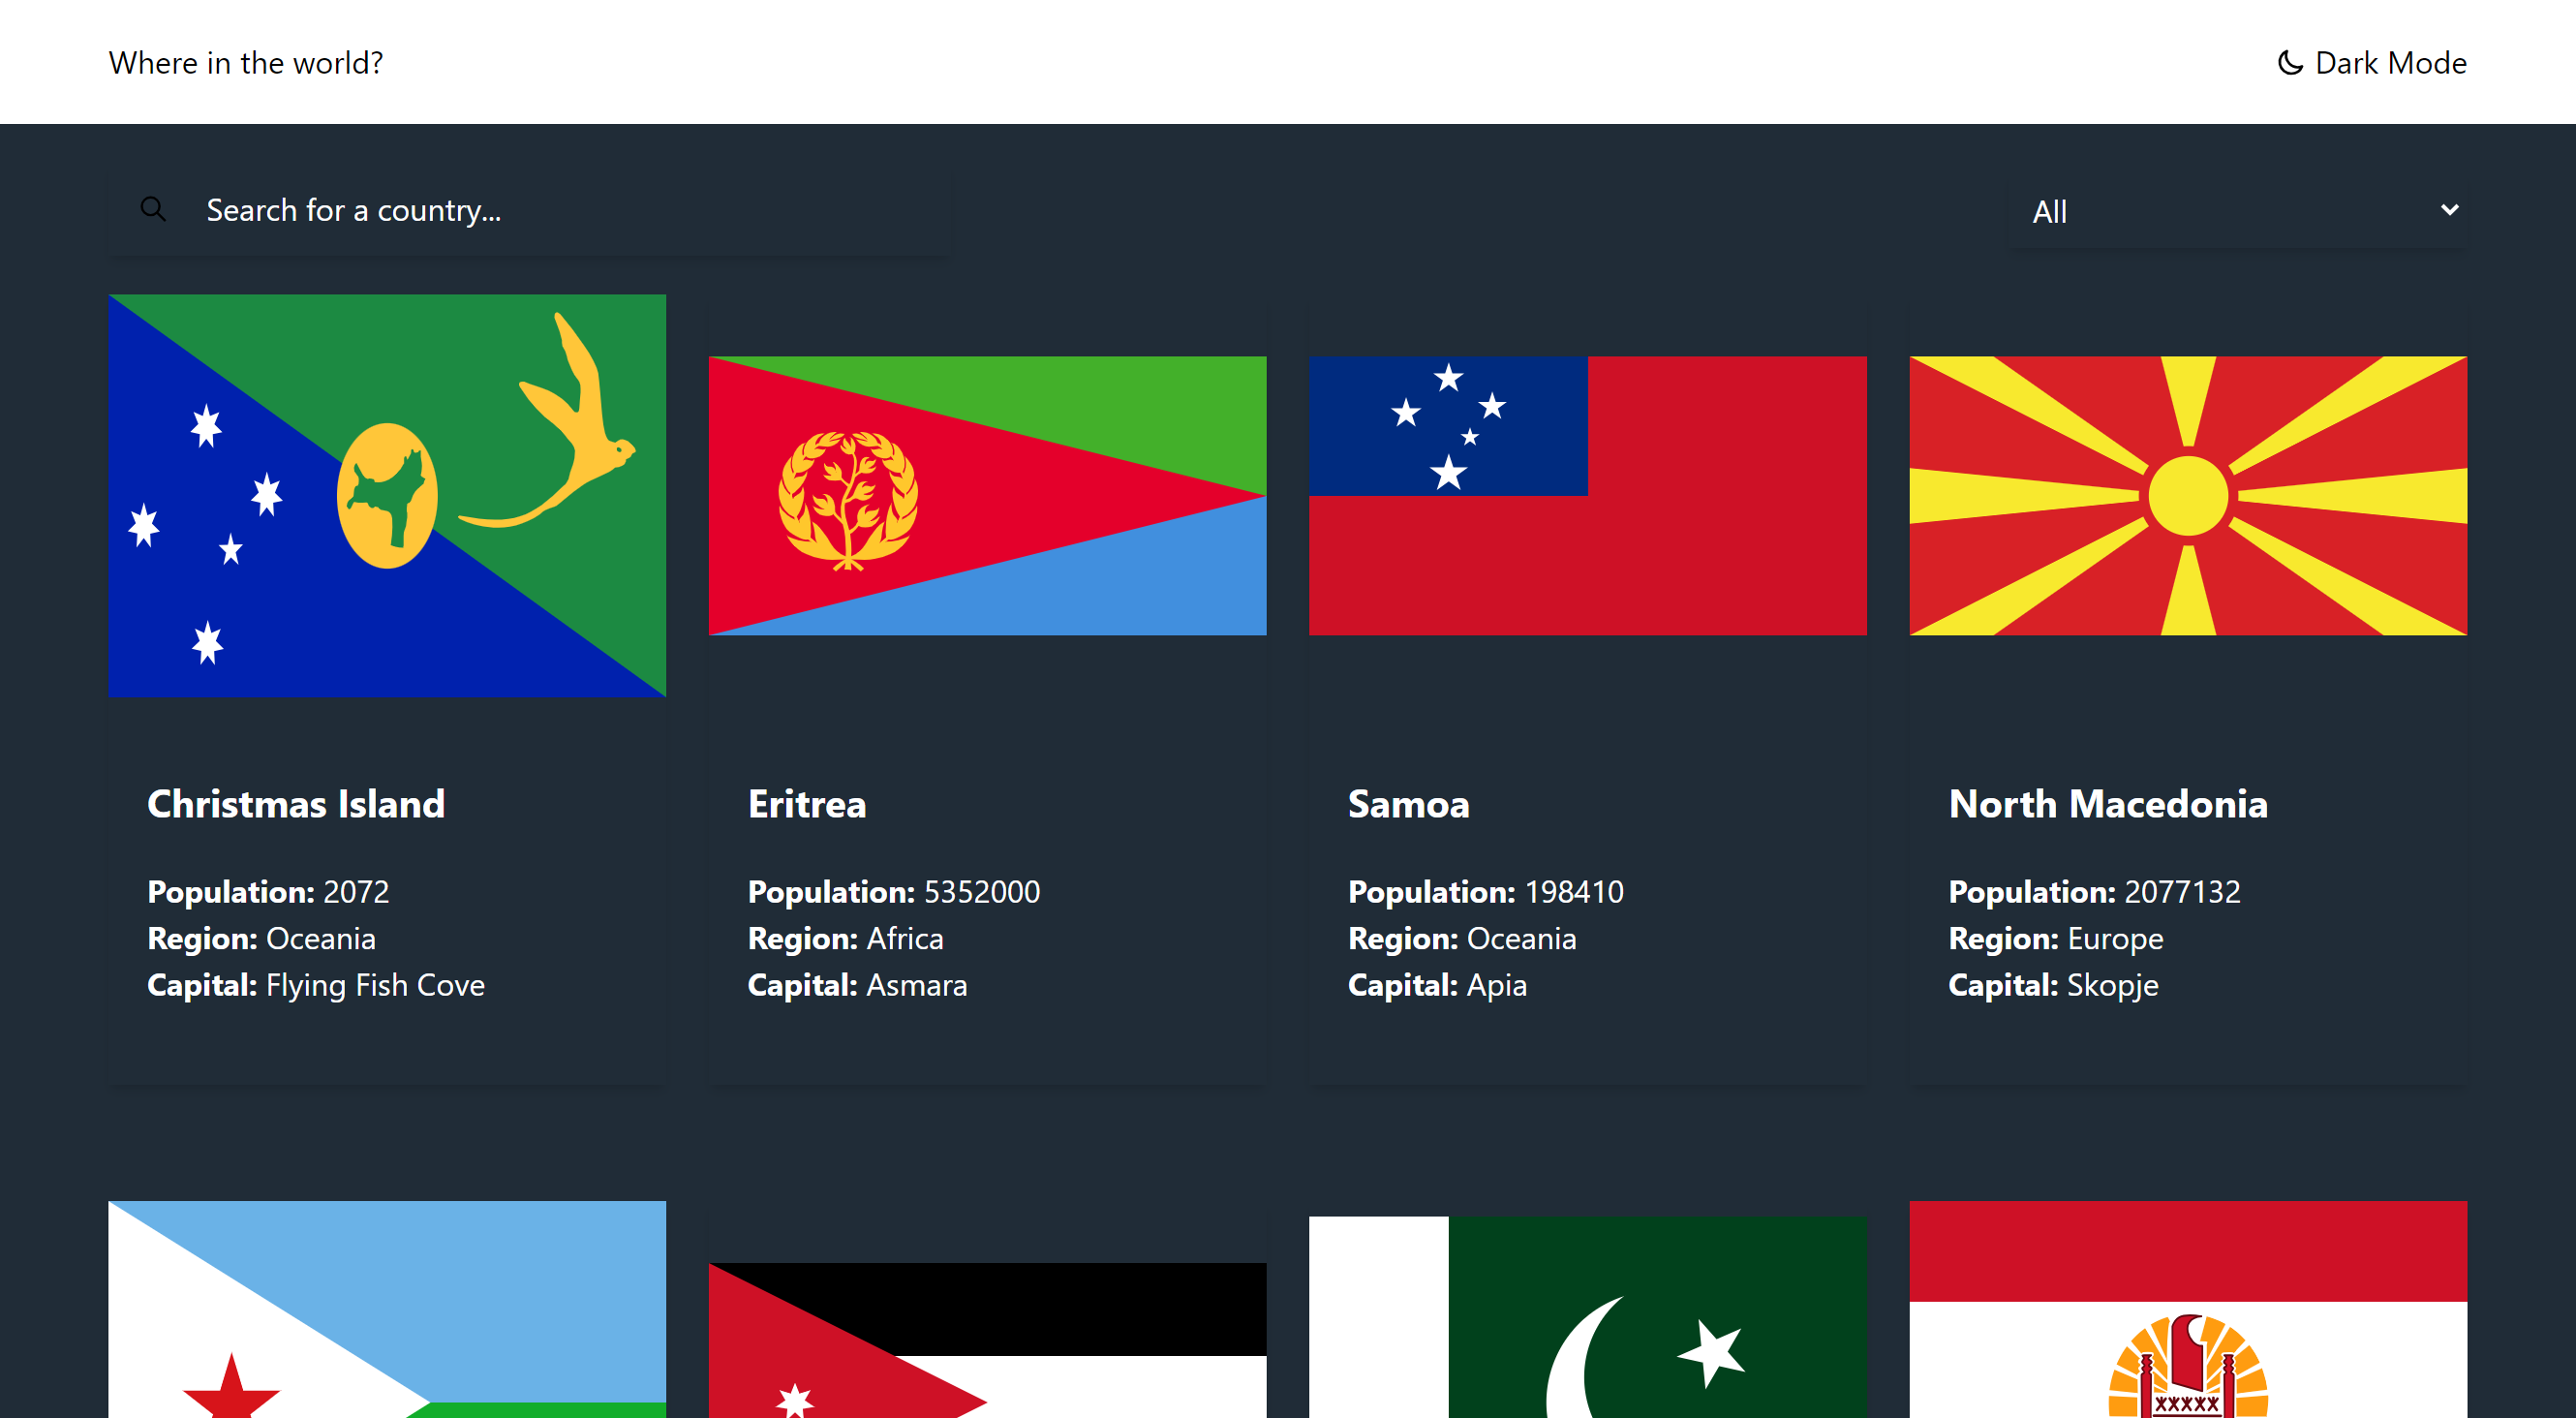 Where in the world?
Dark Mode
Search for a country...
All
Christmas Island
Population: 2072
Region: Oceania
Capital: Flying Fish Cove
Eritrea
Population: 5352000
Region: Africa
Capital: Asmara
Samoa
Population: 198410
Region: Oceania
Capital: Apia
North Macedonia
Population: 2077132
Region: Europe
Capital: Skopje